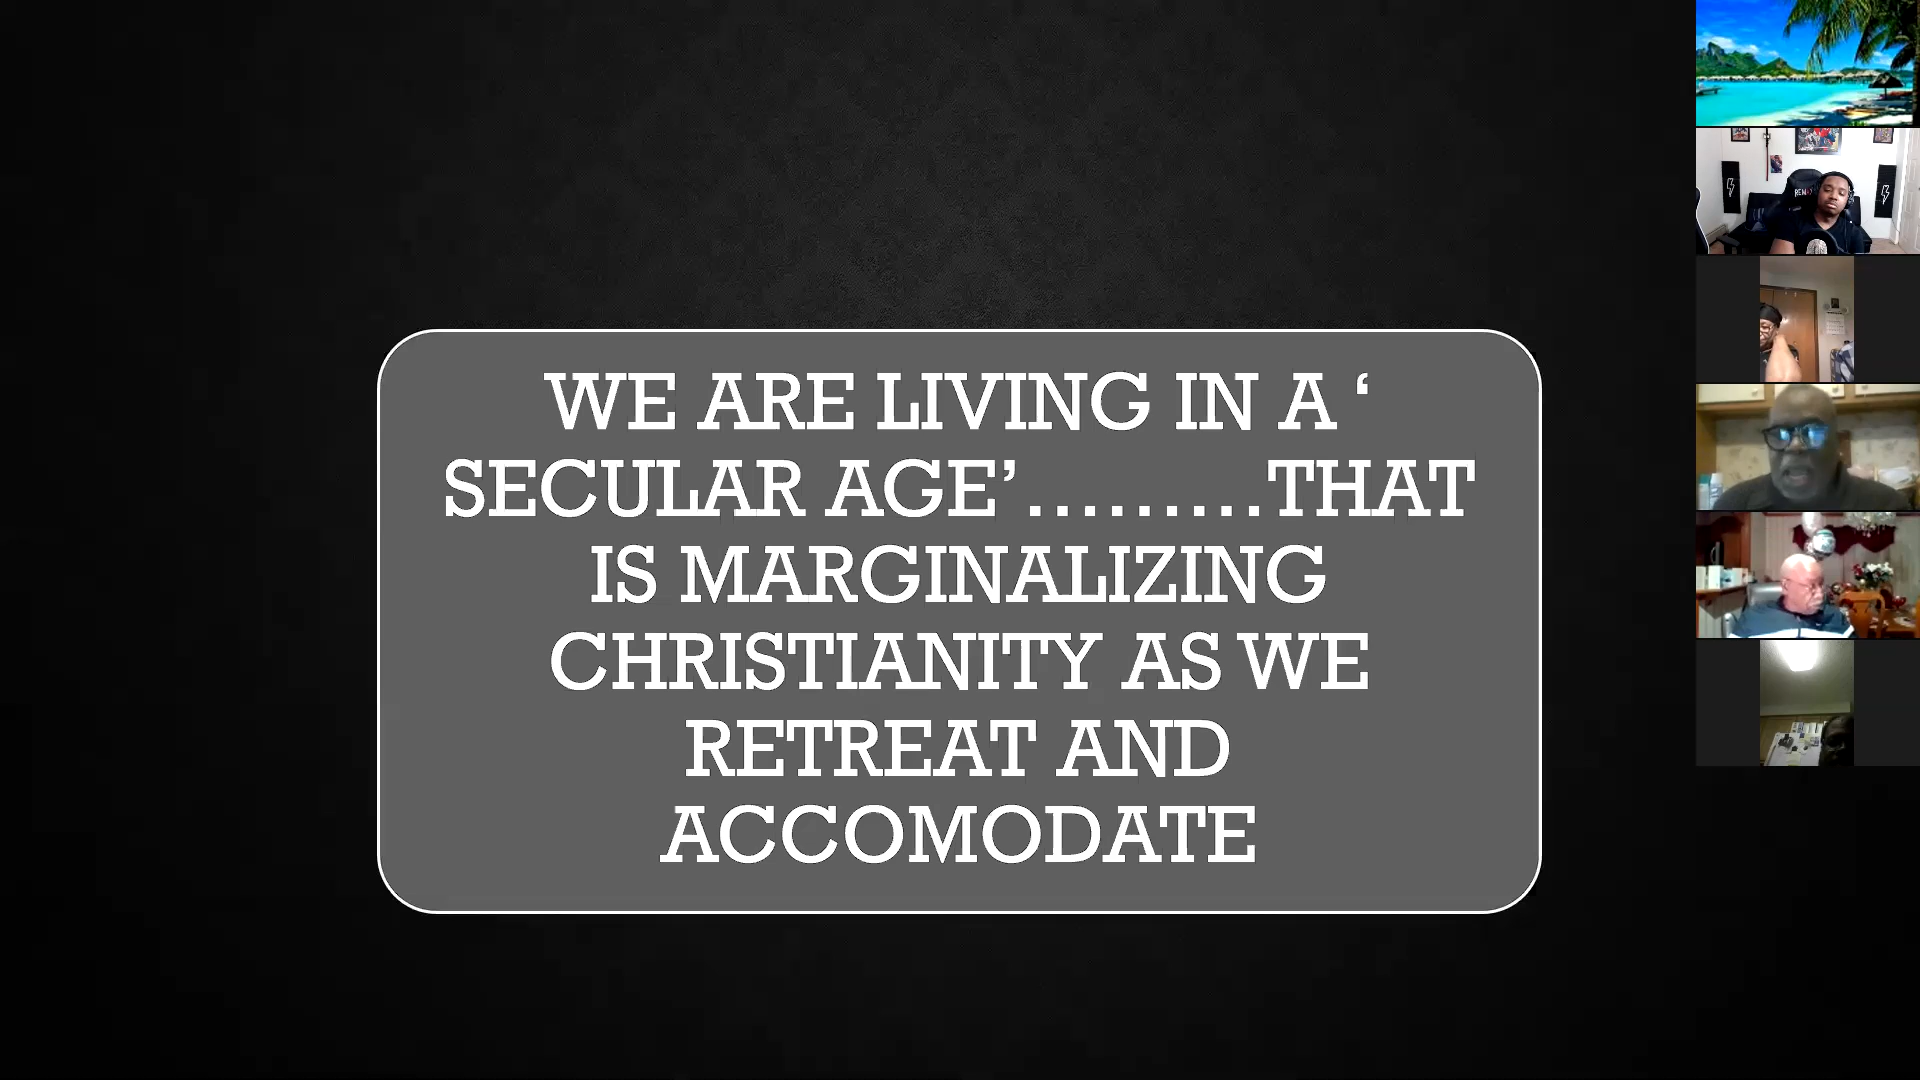 WE ARE LIVING IN A ‘
SECULAR AGE’.........THAT
IS MARGINALIZING
CHRISTIANITY AS WE
RETREAT AND
ACCOMODATE